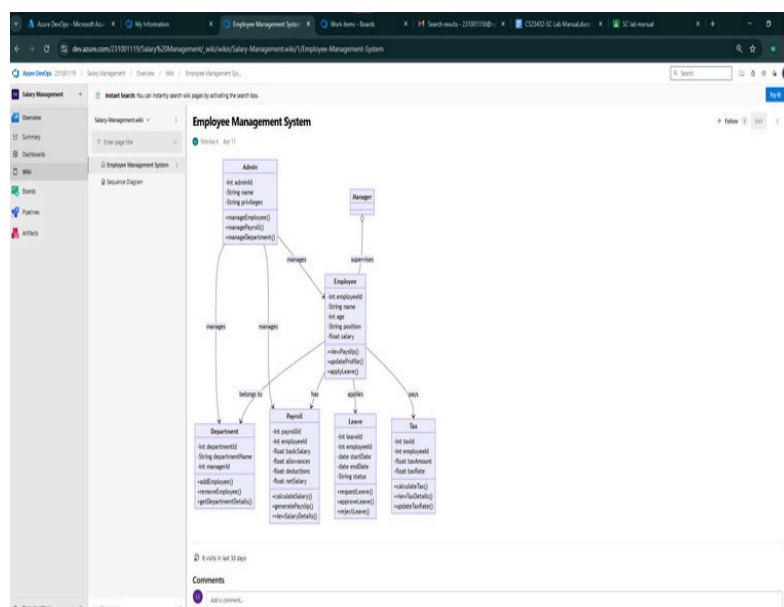 Azure DevOps - Microsoft Azu
My Information
Employee Management System
Work items - Boards
CS23432-SC Lab Manual.docx
SC lab manual
dev.azure.com/231001119/Salary%20Management/_wiki/wikis/Salary-Management.wiki/1/Employee-Management-System
Azure DevOps 231001119 / Salary Management / Overview / Wiki / Employee Management Sys...
Search
Salary Management
Instant Search: You can instantly search wiki pages by activating the search box.
Try it!
Overview
Summary
Dashboards
Wiki
Boards
Pipelines
Artifacts
Salary-Management.wiki
Enter page title
Employee Management System
Sequence Diagram
Employee Management System
Follow
Edit
Monika K Apr 11
Admin
-int adminId
-String name
-String privileges
+manageEmployee()
+managePayroll()
+manageDepartment()
Manager
manages
supervises
Employee
-int employeeId
-String name
-int age
-String position
-float salary
+viewPayslip()
+updateProfile()
+applyLeave()
manages
manages
belongs to
has
applies
pays
Department
-int departmentId
-String departmentName
-int managerId
+addEmployee()
+removeEmployee()
+getDepartmentDetails()
Payroll
-int payrollId
-int employeeId
-float basicSalary
-float allowances
-float deductions
-float netSalary
+calculateSalary()
+generatePayslip()
+viewSalaryDetails()
Leave
-int leaveId
-int employeeId
-date startDate
-date endDate
-String status
+requestLeave()
+approveLeave()
+rejectLeave()
Tax
-int taxId
-int employeeId
-float taxAmount
-float taxRate
+calculateTax()
+viewTaxDetails()
+updateTaxRate()
6 visits in last 30 days
Comments
Add a comment...